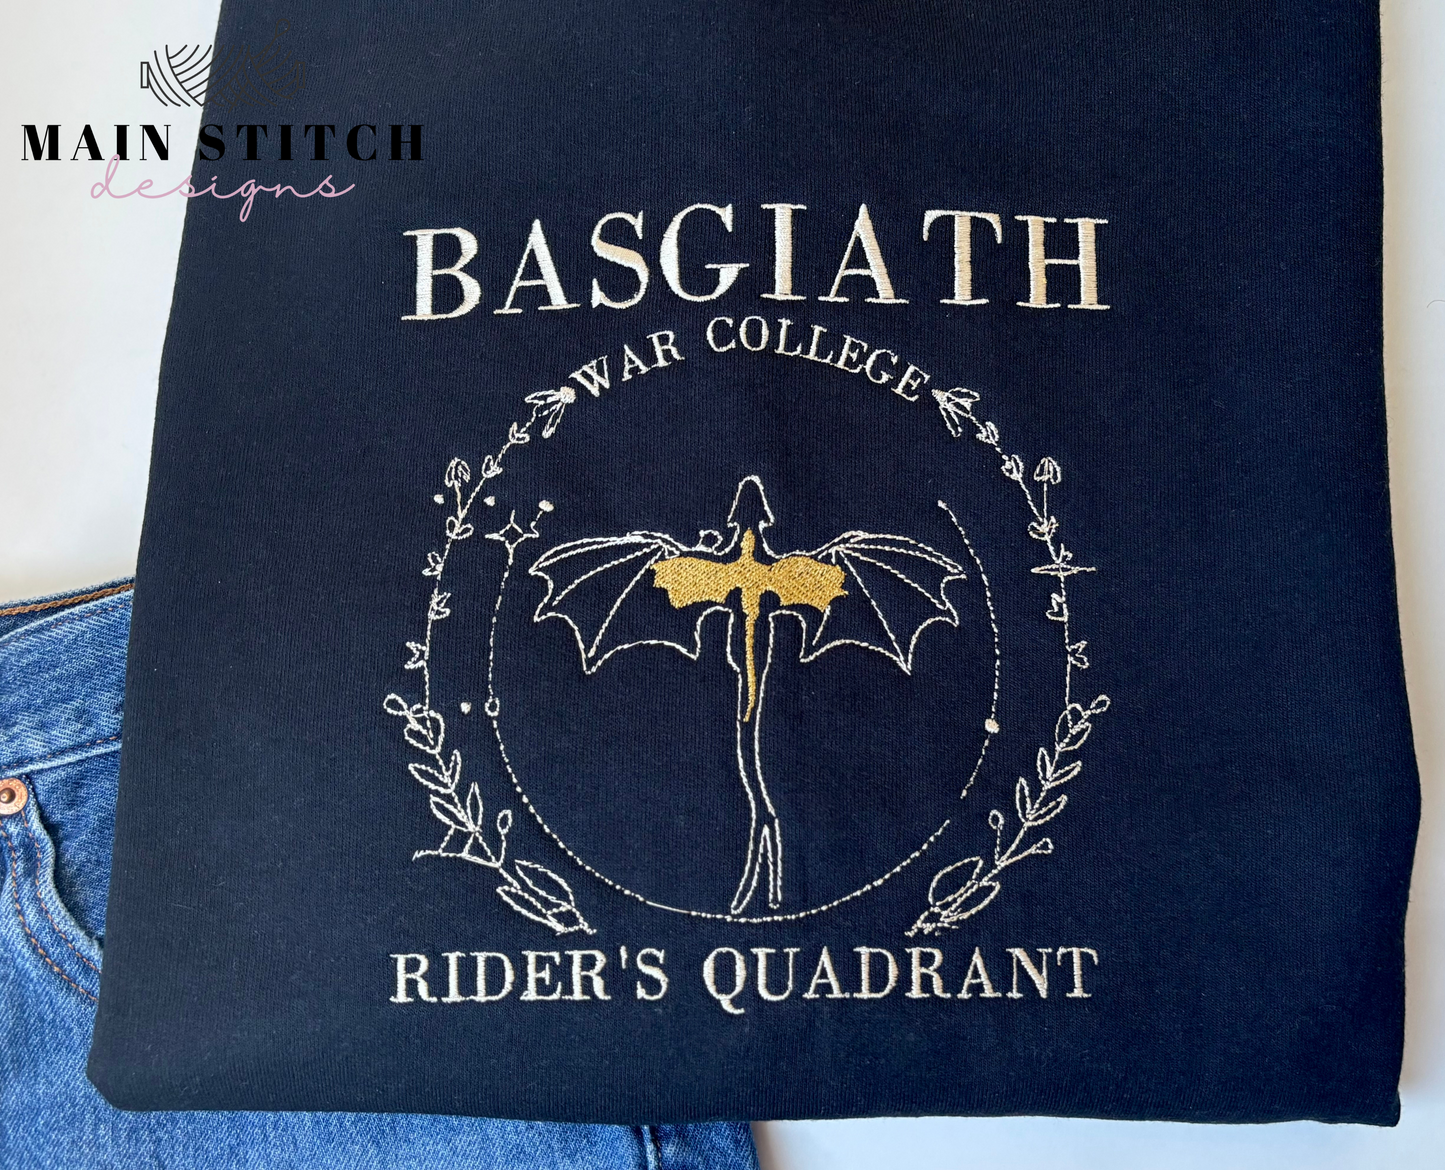 MAIN STITCH
designs
BASGIATH
WAR COLLEGE
RIDER'S QUADRANT